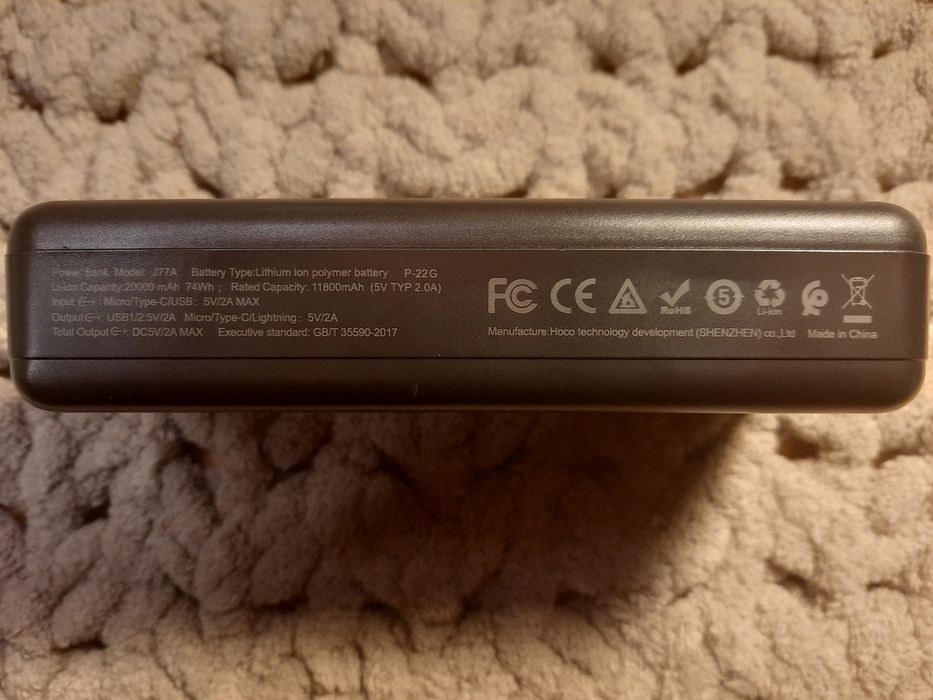 Power Bank Model: J77A Battery Type:Lithium ion polymer battery P-22G
Li-ion Capacity:20000 mAh 74Wh ; Rated Capacity: 11800mAh (5V TYP 2.0A)
Input : Micro/Type-C/USB: 5V/2A MAX
Output : USB1/2:5V/2A Micro/Type-C/Lightning: 5V/2A
Total Output : DC5V/2A MAX Executive standard: GB/T 35590-2017
FC CE RoHS 5 Li-ion
Manufacture:Hoco technology development (SHENZHEN) co.,Ltd Made in China